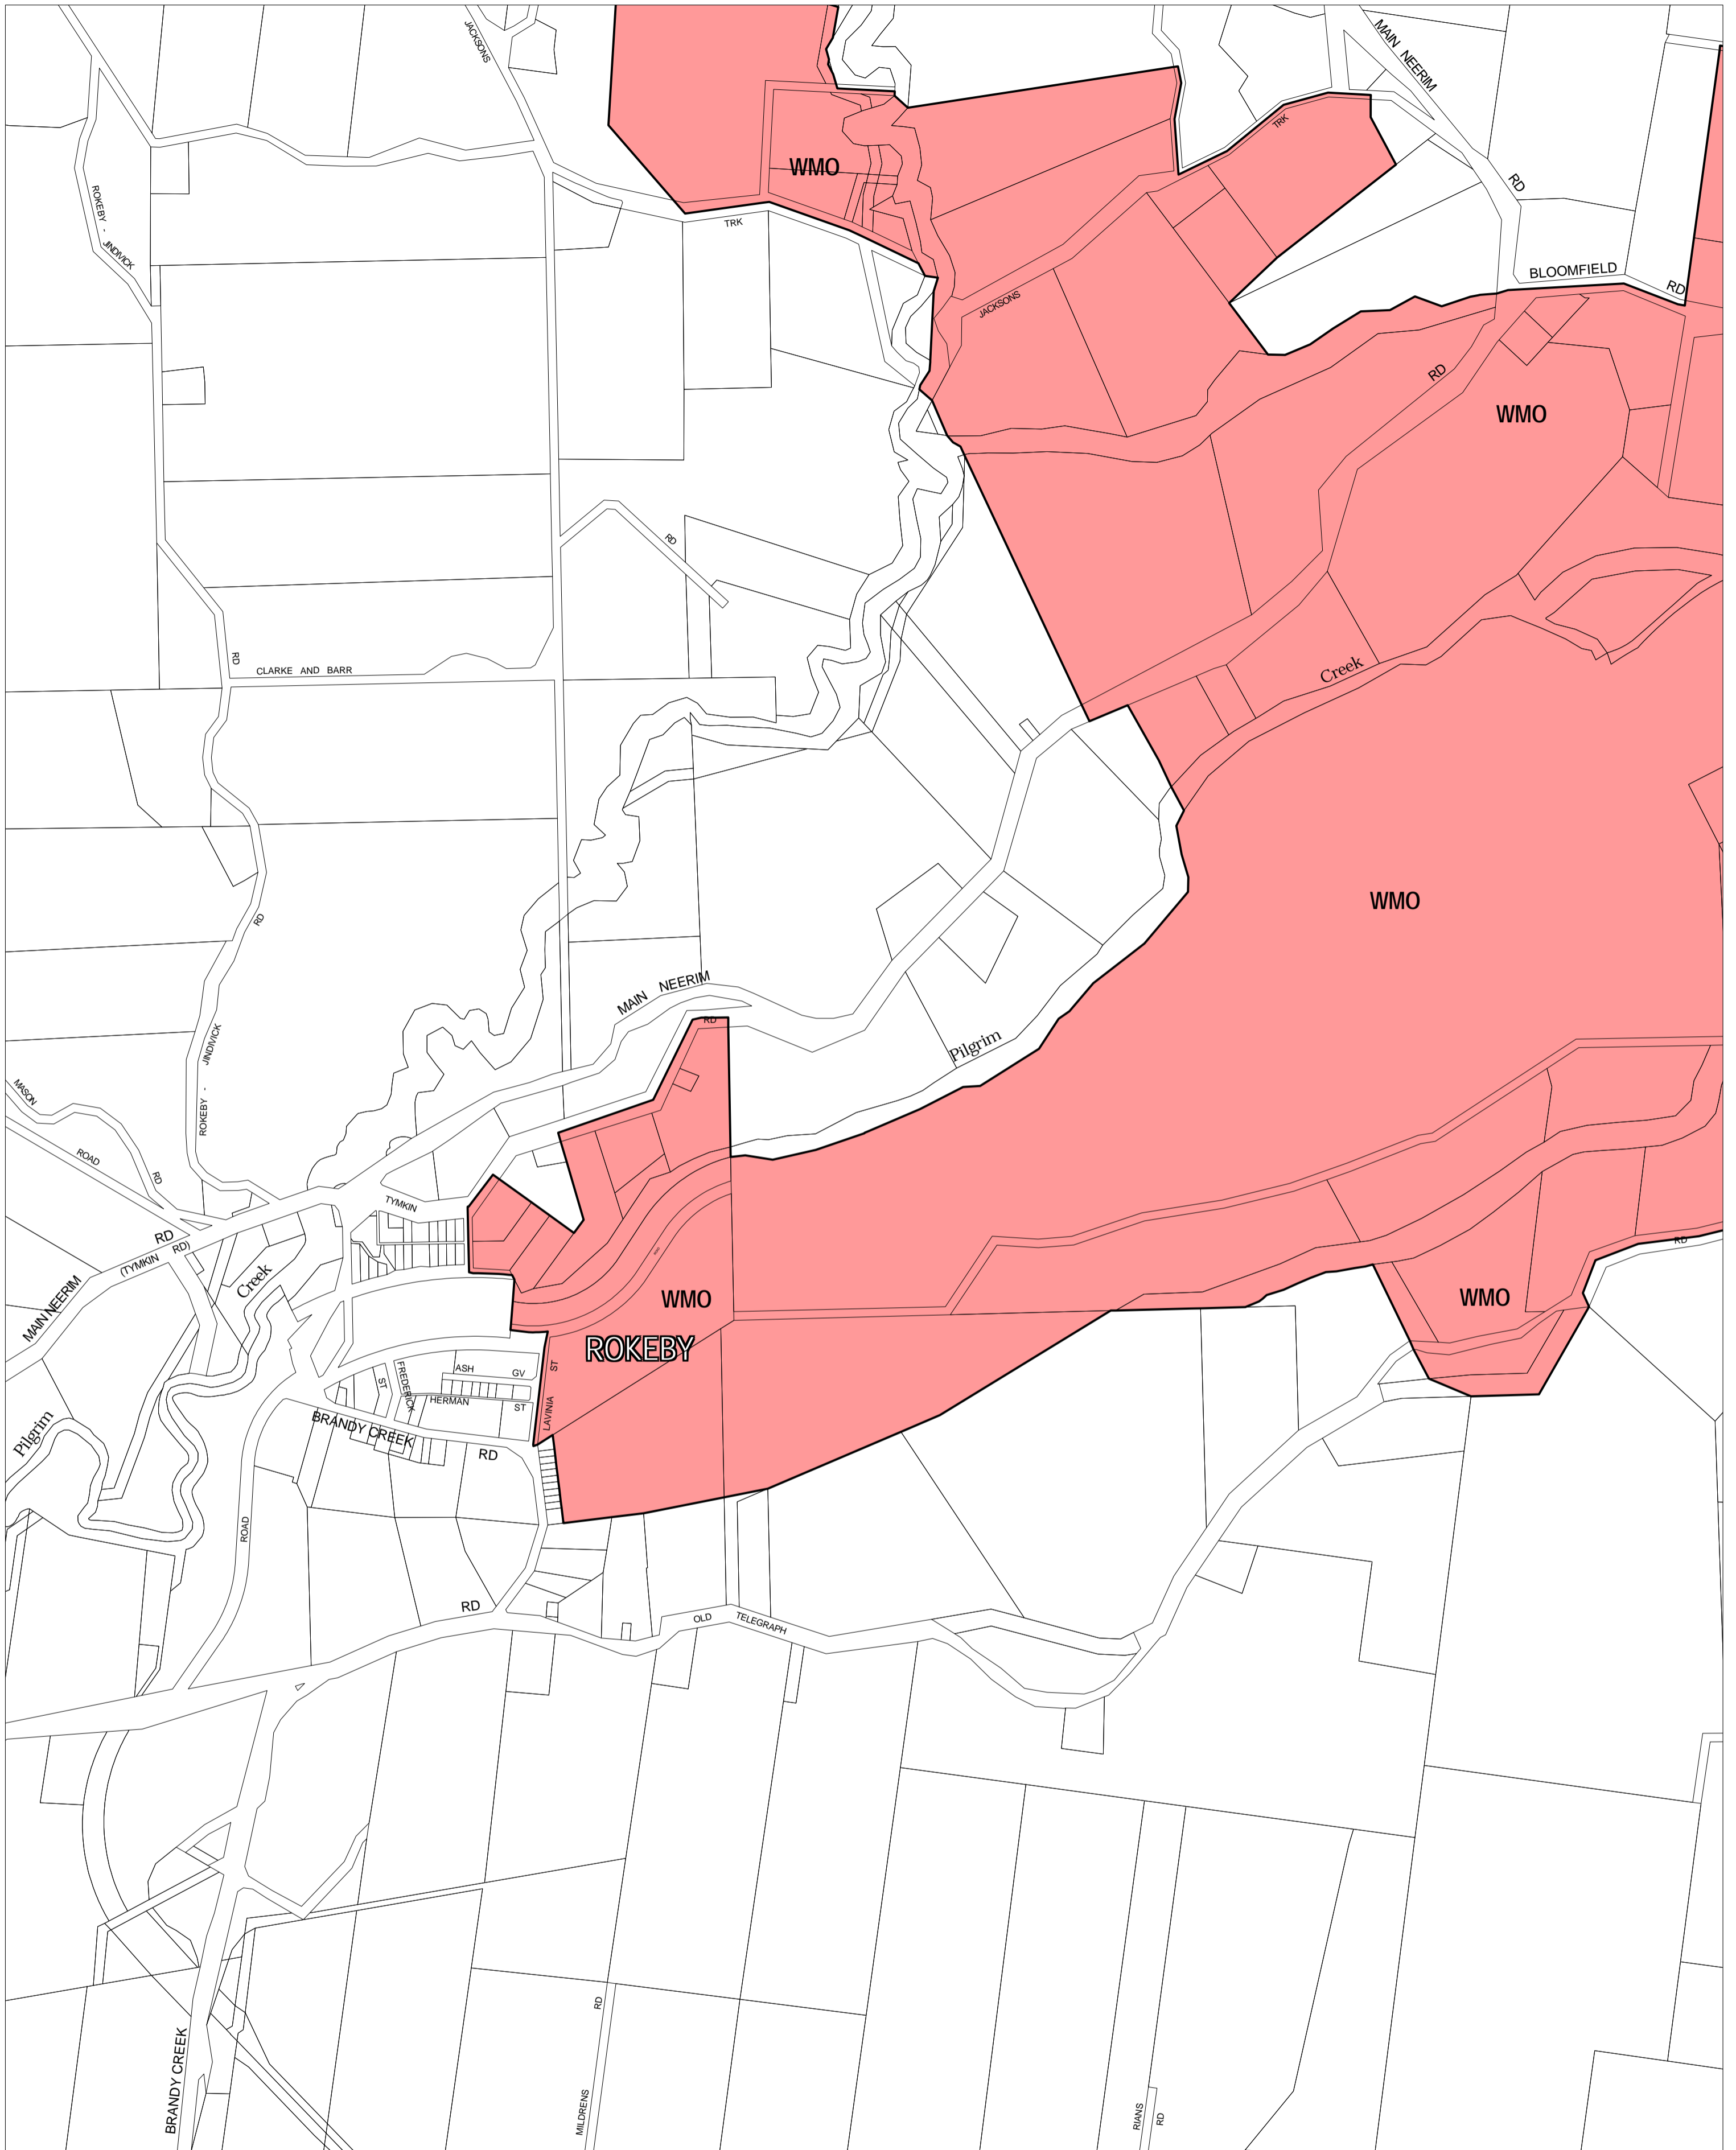 JACKSONS
MAIN NEERIM
TRK
WMO
RD
ROKEBY - JINDIVICK
TRK
BLOOMFIELD
RD
JACKSONS
RD
WMO
RD
RD
CLARKE AND BARR
Creek
WMO
RD
MAIN NEERIM
RD
Pilgrim
ROKEBY - JINDIVICK
MASON
ROAD
RD
TYMKIN
RD
(TYMKIN RD)
RD
Creek
MAIN NEERIM
WMO
WMO
ROKEBY
ST
ASH GV
FREDERICK
ST
HERMAN ST
LAVINIA
BRANDY CREEK
RD
Pilgrim
ROAD
RD
OLD TELEGRAPH
RD
BRANDY CREEK
MILDRENS
RIANS
RD